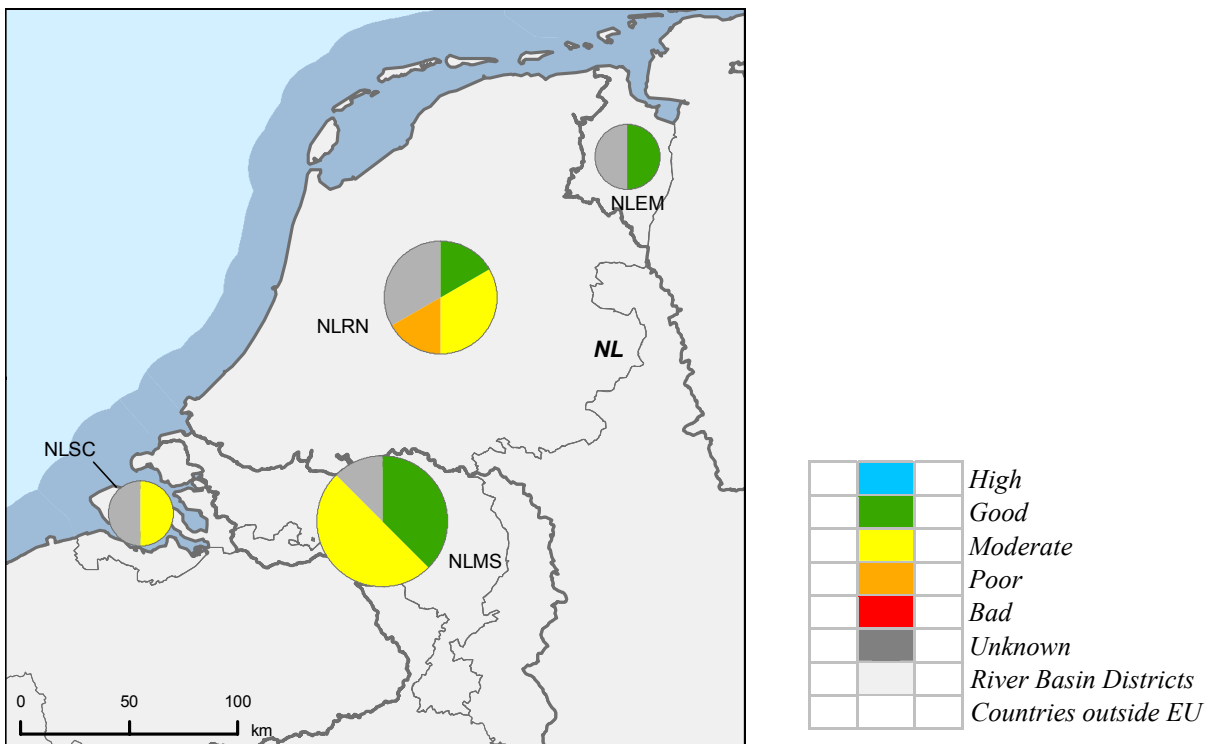 NLEM
NLRN
NL
NLSC
NLMS
0 50 100
km
High
Good
Moderate
Poor
Bad
Unknown
River Basin Districts
Countries outside EU